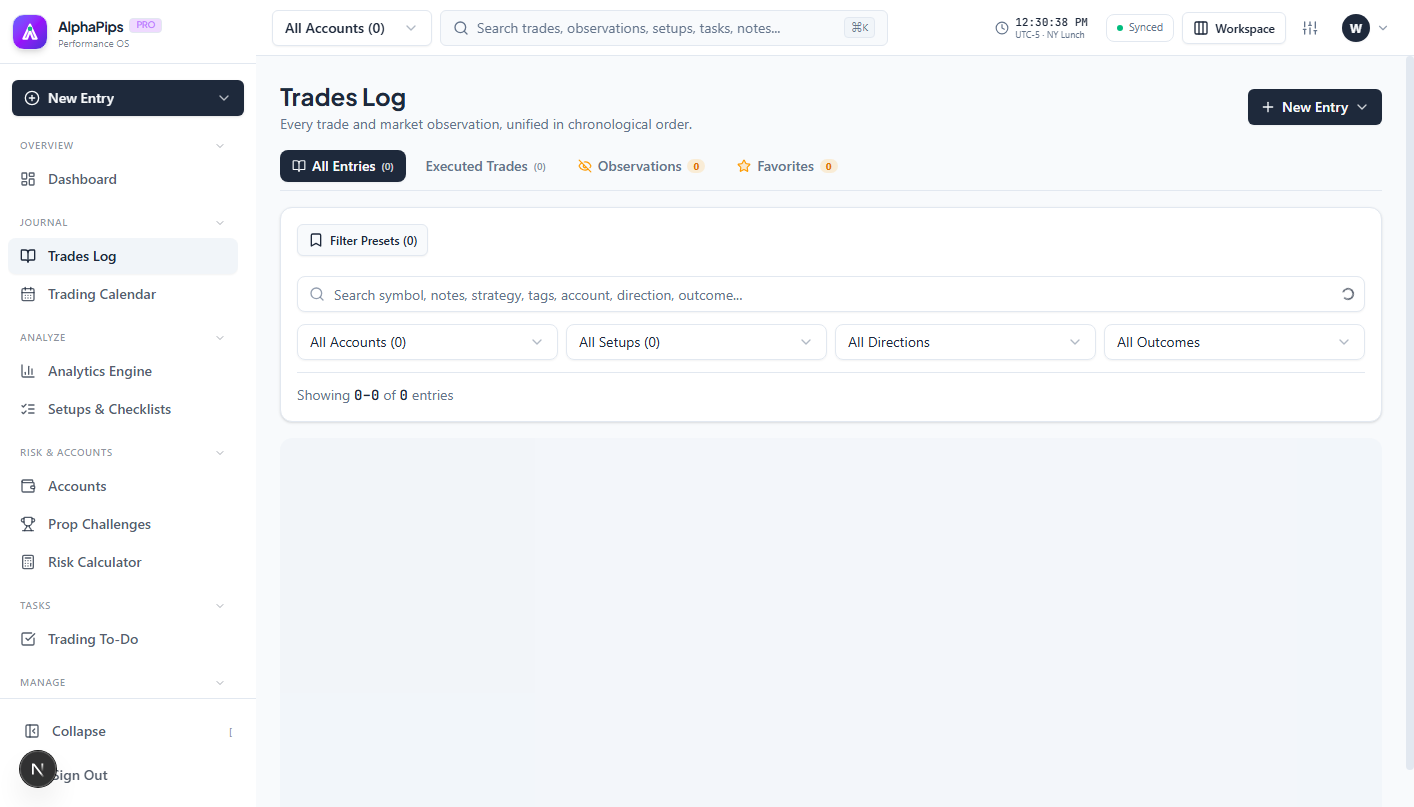 AlphaPips PRO
Performance OS
All Accounts (0)
Search trades, observations, setups, tasks, notes...
⌘K
12:30:38 PM
UTC-5 · NY Lunch
Synced
Workspace
W
New Entry
OVERVIEW
Dashboard
JOURNAL
Trades Log
Trading Calendar
ANALYZE
Analytics Engine
Setups & Checklists
RISK & ACCOUNTS
Accounts
Prop Challenges
Risk Calculator
TASKS
Trading To-Do
MANAGE
Collapse [
N
Sign Out
Trades Log
Every trade and market observation, unified in chronological order.
New Entry
All Entries (0)
Executed Trades (0)
Observations 0
Favorites 0
Filter Presets (0)
Search symbol, notes, strategy, tags, account, direction, outcome...
All Accounts (0)
All Setups (0)
All Directions
All Outcomes
Showing 0–0 of 0 entries